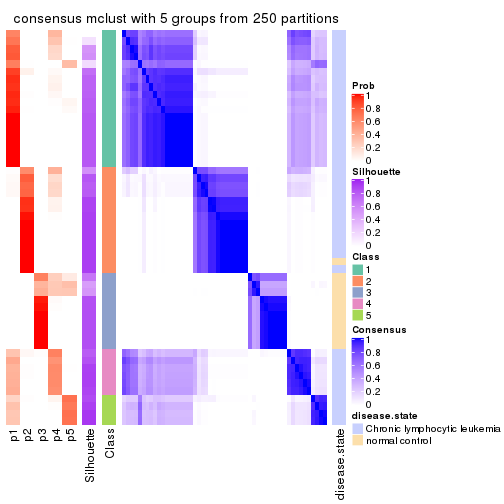 consensus mclust with 5 groups from 250 partitions
Prob
1
0.8
0.6
0.4
0.2
0
Silhouette
1
0.8
0.6
0.4
0.2
0
Class
1
2
3
4
5
Consensus
1
0.8
0.6
0.4
0.2
0
disease.state
Chronic lymphocytic leukemia
normal control
p1
p2
p3
p4
p5
Silhouette
Class
disease.state